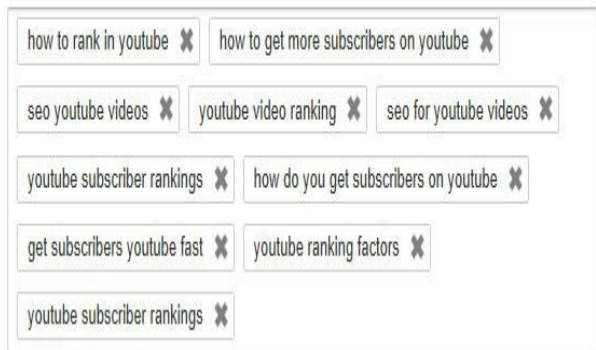 how to rank in youtube ✖ how to get more subscribers on youtube ✖
seo youtube videos ✖ youtube video ranking ✖ seo for youtube videos ✖
youtube subscriber rankings ✖ how do you get subscribers on youtube ✖
get subscribers youtube fast ✖ youtube ranking factors ✖
youtube subscriber rankings ✖